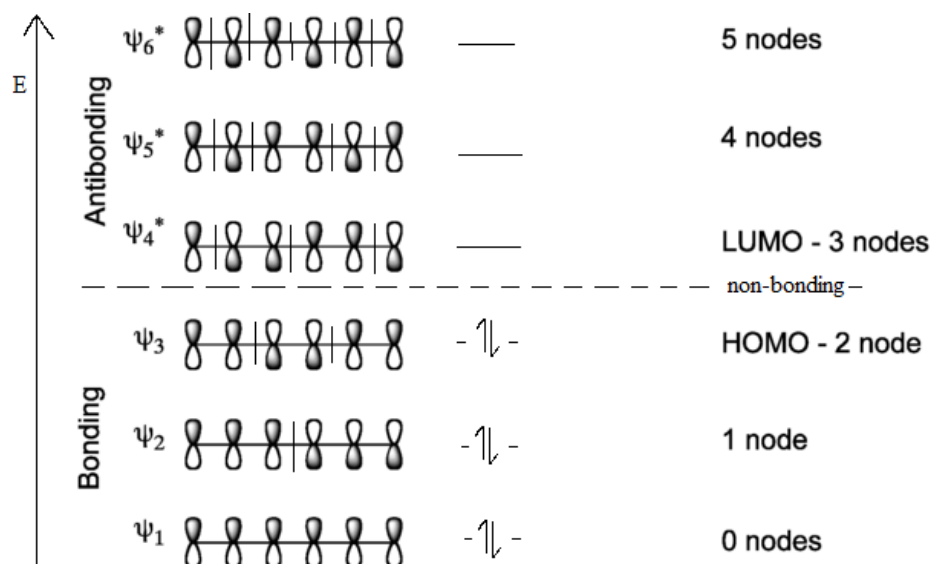 E
Antibonding
ψ₆* 5 nodes
ψ₅* 4 nodes
ψ₄* LUMO - 3 nodes
non-bonding
Bonding
ψ₃ HOMO - 2 node
ψ₂ 1 node
ψ₁ 0 nodes